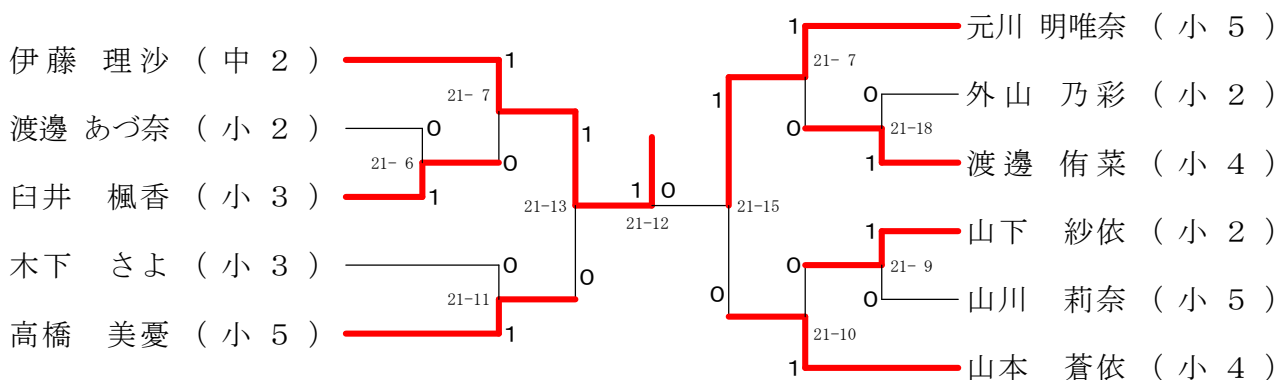 伊藤 理沙 ( 中 2 )
1
21- 7
渡邊 あづ奈 ( 小 2 )
0
21- 6
0
臼井 楓香 ( 小 3 )
1
1
21-13
木下 さよ ( 小 3 )
0
0
21-11
高橋 美憂 ( 小 5 )
1
1
0
21-12
1
元川 明唯奈 ( 小 5 )
21- 7
1
0
外山 乃彩 ( 小 2 )
0
21-18
1
渡邊 侑菜 ( 小 4 )
21-15
1
山下 紗依 ( 小 2 )
0
21- 9
0
0
山川 莉奈 ( 小 5 )
21-10
1
山本 蒼依 ( 小 4 )